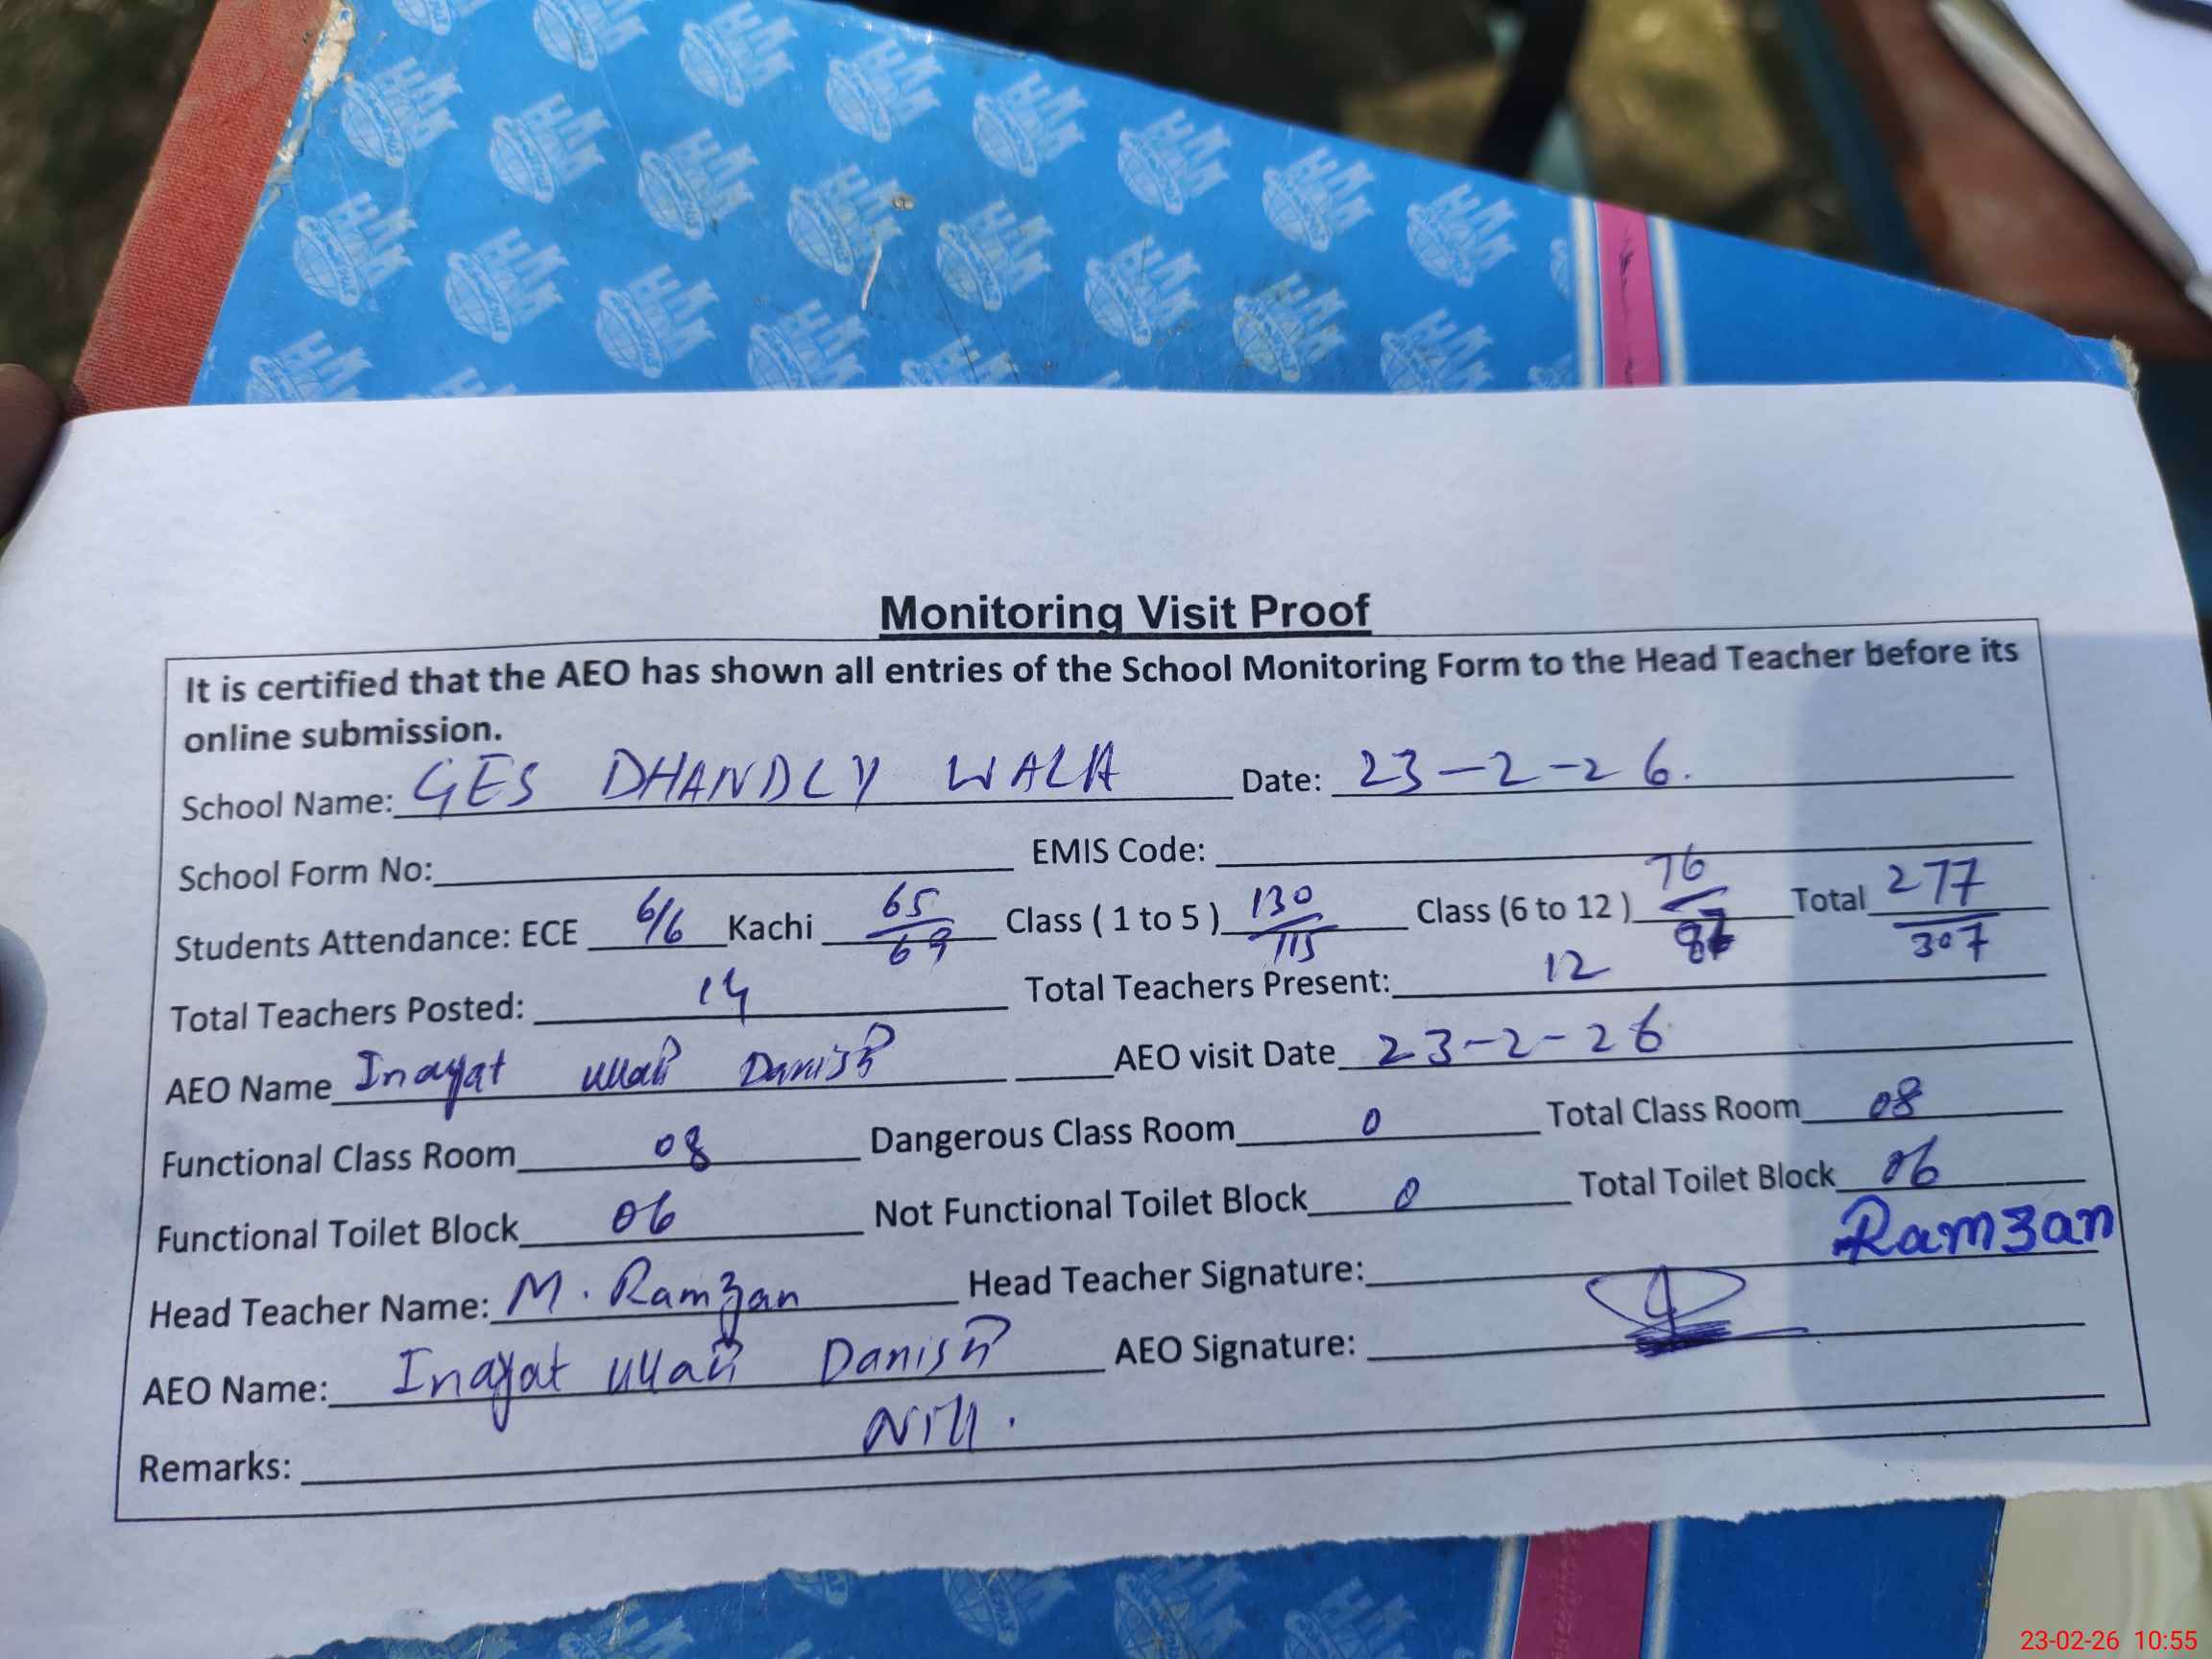 Monitoring Visit Proof
It is certified that the AEO has shown all entries of the School Monitoring Form to the Head Teacher before its
online submission.
School Name: GES DHANDLY WALA Date: 23-2-26.
School Form No: EMIS Code:
Students Attendance: ECE 6/6 Kachi 65/69 Class ( 1 to 5 ) 130/115 Class (6 to 12 ) 76/ Total 277/307
Total Teachers Posted: 14 Total Teachers Present: 12
AEO Name Inayat ullah Danish AEO visit Date 23-2-26
Functional Class Room 08 Dangerous Class Room 0 Total Class Room 08
Functional Toilet Block 06 Not Functional Toilet Block 0 Total Toilet Block 06
Head Teacher Name: M. Ramzan Head Teacher Signature: Ramzan
AEO Name: Inayat ullah Danish AEO Signature:
Remarks: Nill.
23-02-26 10:55